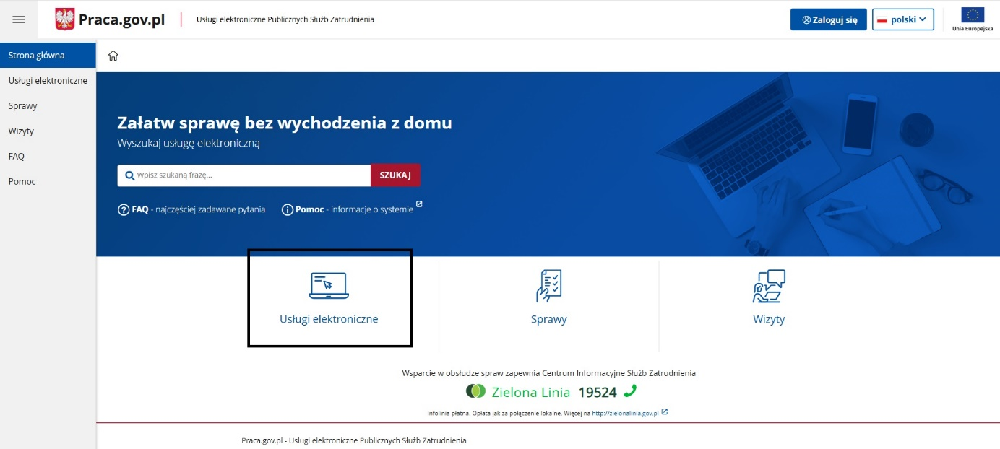 Praca.gov.pl
Usługi elektroniczne Publicznych Służb Zatrudnienia
Zaloguj się
polski
Unia Europejska
Strona główna
Usługi elektroniczne
Sprawy
Wizyty
FAQ
Pomoc
Załatw sprawę bez wychodzenia z domu
Wyszukaj usługę elektroniczną
Wpisz szukaną frazę...
SZUKAJ
FAQ - najczęściej zadawane pytania
Pomoc - informacje o systemie
Usługi elektroniczne
Sprawy
Wizyty
Wsparcie w obsłudze spraw zapewnia Centrum Informacyjne Służb Zatrudnienia
Zielona Linia 19524
Infolinia płatna. Opłata jak za połączenie lokalne. Więcej na http://zielonalinia.gov.pl
Praca.gov.pl - Usługi elektroniczne Publicznych Służb Zatrudnienia